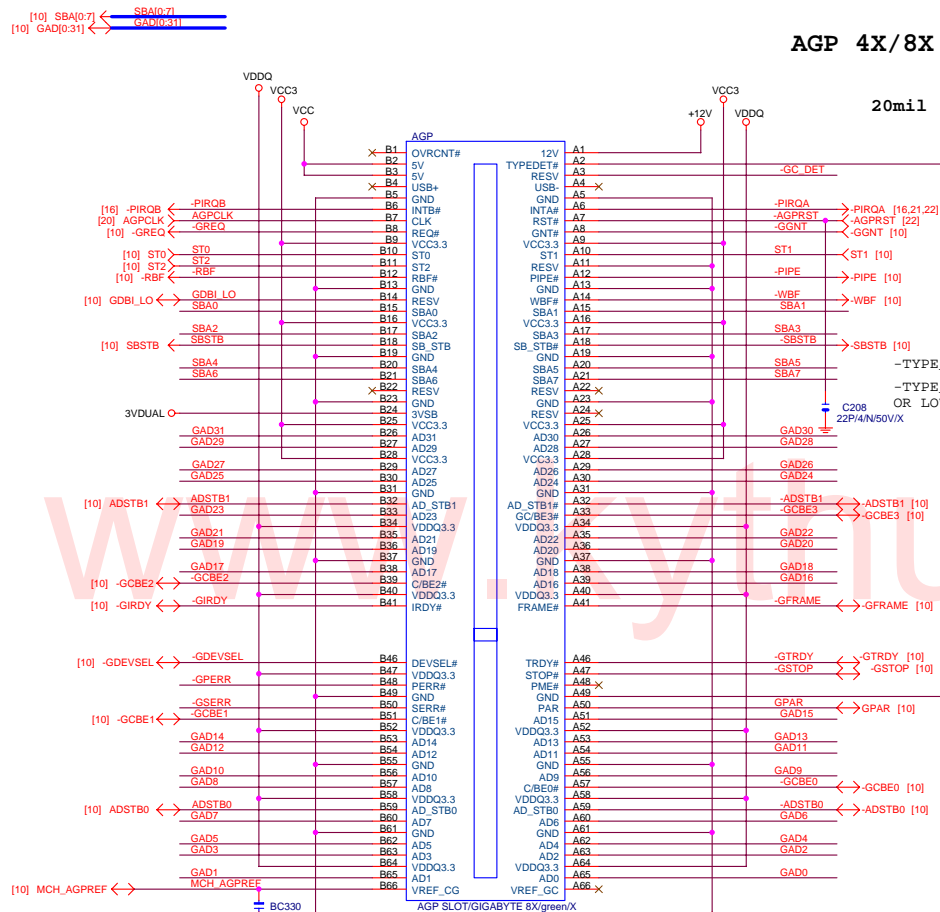 [10] SBA[0:7] SBA[0:7]
[10] GAD[0:31] GAD[0:31]
AGP 4X/8X
20mil
VDDQ
VCC3
VCC
VCC3
+12V VDDQ
AGP
B1 OVRCNT# 12V A1
B2 5V TYPEDET# A2
B3 5V RESV A3 -GC_DET
B4 USB+ USB- A4
B5 GND GND A5
[16] -PIRQB -PIRQB B6 INTB# INTA# A6 -PIRQA -PIRQA [16,21,22]
[20] AGPCLK AGPCLK B7 CLK RST# A7 -AGPRST -AGPRST [22]
[10] -GREQ -GREQ B8 REQ# GNT# A8 -GGNT -GGNT [10]
B9 VCC3.3 VCC3.3 A9
[10] ST0 ST0 B10 ST0 ST1 A10 ST1 ST1 [10]
[10] ST2 ST2 B11 ST2 RESV A11
[10] -RBF -RBF B12 RBF# PIPE# A12 -PIPE -PIPE [10]
B13 GND GND A13
[10] GDBI_LO GDBI_LO B14 RESV WBF# A14 -WBF -WBF [10]
SBA0 B15 SBA0 SBA1 A15 SBA1
B16 VCC3.3 VCC3.3 A16
SBA2 B17 SBA2 SBA3 A17 SBA3
[10] SBSTB SBSTB B18 SB_STB SB_STB# A18 -SBSTB -SBSTB [10]
B19 GND GND A19
SBA4 B20 SBA4 SBA5 A20 SBA5
SBA6 B21 SBA6 SBA7 A21 SBA7
B22 RESV RESV A22
B23 GND GND A23
3VDUAL B24 3VSB RESV A24
B25 VCC3.3 VCC3.3 A25
-TYPE
-TYPE
OR LO
C208
22P/4/N/50V/X
GAD31 B26 AD31 AD30 A26 GAD30
GAD29 B27 AD29 AD28 A27 GAD28
B28 VCC3.3 VCC3.3 A28
GAD27 B29 AD27 AD26 A29 GAD26
GAD25 B30 AD25 AD24 A30 GAD24
B31 GND GND A31
[10] ADSTB1 ADSTB1 B32 AD_STB1 AD_STB1# A32 -ADSTB1 -ADSTB1 [10]
GAD23 B33 AD23 GC/BE3# A33 -GCBE3 -GCBE3 [10]
B34 VDDQ3.3 VDDQ3.3 A34
GAD21 B35 AD21 AD22 A35 GAD22
GAD19 B36 AD19 AD20 A36 GAD20
B37 GND GND A37
GAD17 B38 AD17 AD18 A38 GAD18
[10] -GCBE2 -GCBE2 B39 C/BE2# AD16 A39 GAD16
B40 VDDQ3.3 VDDQ3.3 A40
[10] -GIRDY -GIRDY B41 IRDY# FRAME# A41 -GFRAME -GFRAME [10]
[10] -GDEVSEL -GDEVSEL B46 DEVSEL# TRDY# A46 -GTRDY -GTRDY [10]
B47 VDDQ3.3 STOP# A47 -GSTOP -GSTOP [10]
-GPERR B48 PERR# PME# A48
B49 GND GND A49
-GSERR B50 SERR# PAR A50 GPAR GPAR [10]
[10] -GCBE1 -GCBE1 B51 C/BE1# AD15 A51 GAD15
B52 VDDQ3.3 VDDQ3.3 A52
GAD14 B53 AD14 AD13 A53 GAD13
GAD12 B54 AD12 AD11 A54 GAD11
B55 GND GND A55
GAD10 B56 AD10 AD9 A56 GAD9
GAD8 B57 AD8 C/BE0# A57 -GCBE0 -GCBE0 [10]
B58 VDDQ3.3 VDDQ3.3 A58
[10] ADSTB0 ADSTB0 B59 AD_STB0 AD_STB0 A59 -ADSTB0 -ADSTB0 [10]
GAD7 B60 AD7 AD6 A60 GAD6
B61 GND GND A61
GAD5 B62 AD5 AD4 A62 GAD4
GAD3 B63 AD3 AD2 A63 GAD2
B64 VDDQ3.3 VDDQ3.3 A64
GAD1 B65 AD1 AD0 A65 GAD0
[10] MCH_AGPREF MCH_AGPREF B66 VREF_CG VREF_GC A66
BC330
AGP SLOT/GIGABYTE 8X/green/X
www.kythu